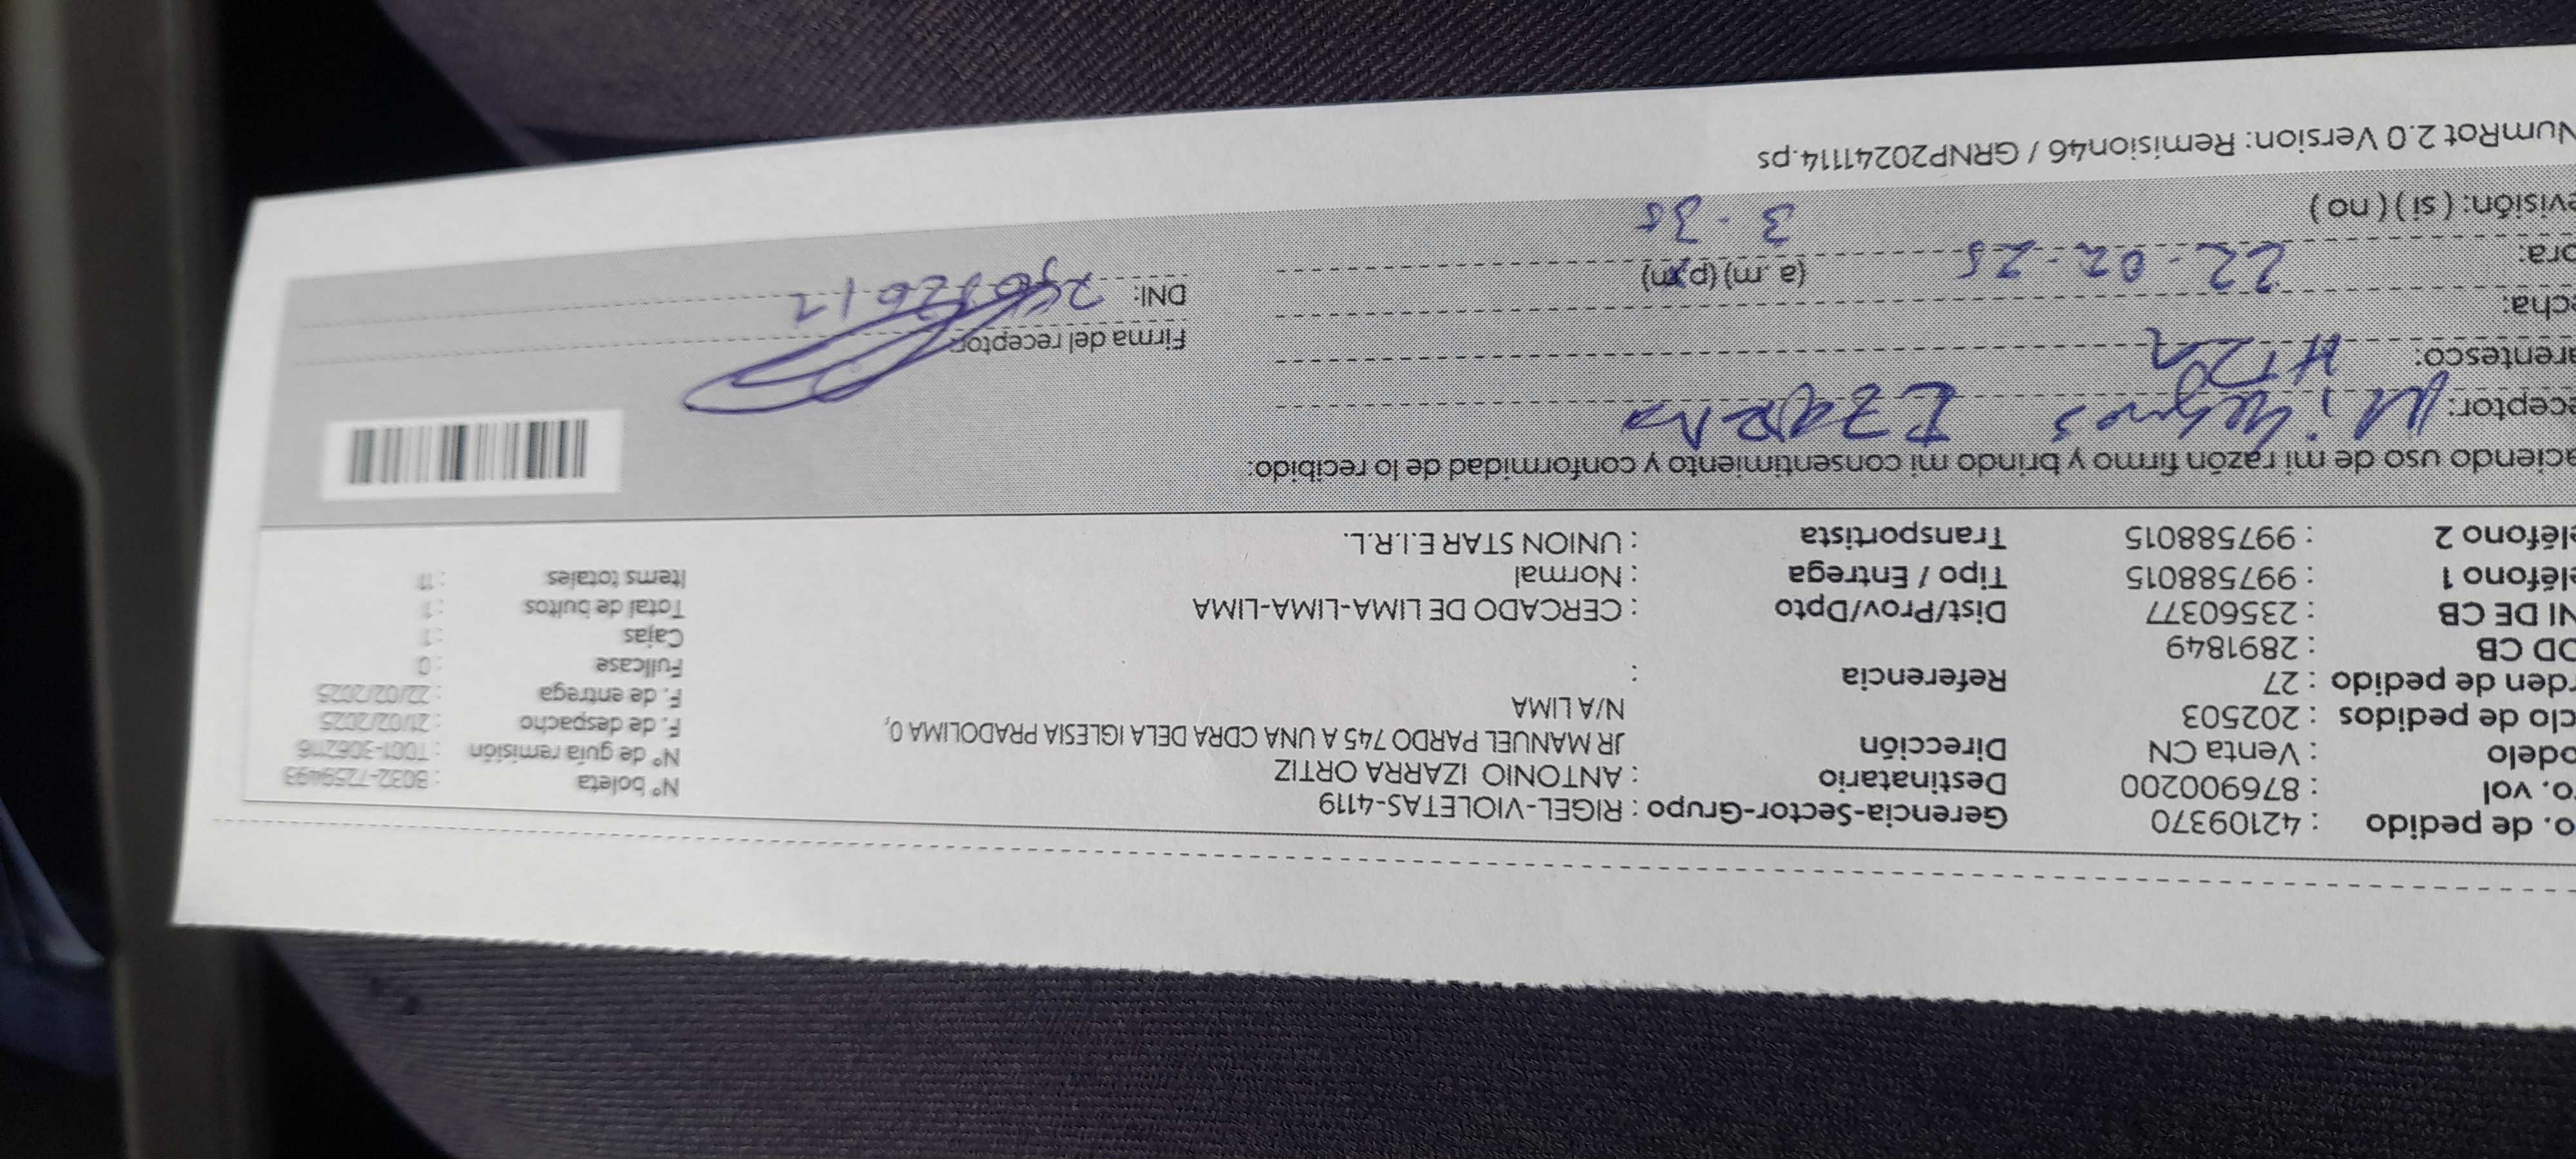 o. de pedido : 42109370 Gerencia-Sector-Grupo : RIGEL-VIOLETAS-4119 N° boleta : B032-7259493
o. vol : 876900200 Destinatario : ANTONIO IZARRA ORTIZ N° de guía remisión : T001-3062116
odelo : Venta CN Dirección JR MANUEL PARDO 745 A UNA CDRA DELA IGLESIA PRADOLIMA 0, F. de despacho : 21/02/2025
clo de pedidos : 202503 N/A LIMA F. de entrega : 22/02/2025
rden de pedido : 27 Referencia : Fullcase : 0
OD CB : 2891849 Cajas : 1
NI DE CB : 23560377 Dist/Prov/Dpto : CERCADO DE LIMA-LIMA-LIMA Total de bultos : 1
eléfono 1 : 997588015 Tipo / Entrega : Normal Items totales : 11
eléfono 2 : 997588015 Transportista : UNION STAR E.I.R.L.
aciendo uso de mi razón firmo y brindo mi consentimiento y conformidad de lo recibido:
eceptor:
arentesco: Firma del receptor:
echa: DNI:
ora: 22-02-25 (a. m) (p. m) 3-35
evisión: ( si ) ( no )
NumRot 2.0 Version: Remision46 / GRNP20241114.ps